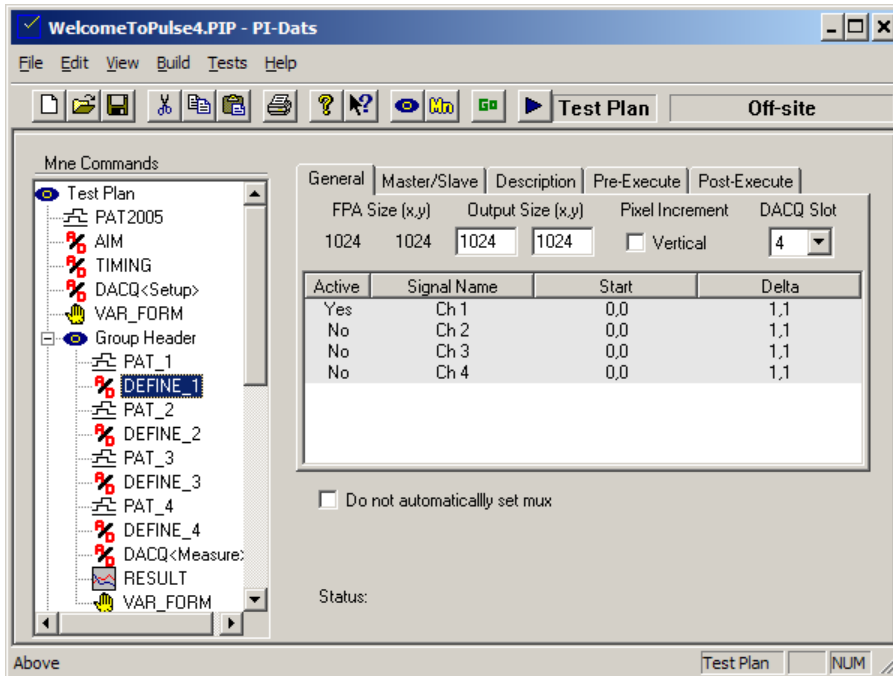 WelcomeToPulse4.PIP - PI-Dats
File Edit View Build Tests Help
Go Test Plan Off-site
Mne Commands
Test Plan
PAT2005
AIM
TIMING
DACQ<Setup>
VAR_FORM
Group Header
PAT_1
DEFINE_1
PAT_2
DEFINE_2
PAT_3
DEFINE_3
PAT_4
DEFINE_4
DACQ<Measure>
RESULT
VAR_FORM
General Master/Slave Description Pre-Execute Post-Execute
FPA Size (x,y) Output Size (x,y) Pixel Increment DACQ Slot
1024 1024 1024 1024 Vertical 4
Active Signal Name Start Delta
Yes Ch 1 0,0 1,1
No Ch 2 0,0 1,1
No Ch 3 0,0 1,1
No Ch 4 0,0 1,1
Do not automaticallly set mux
Status:
Above Test Plan NUM